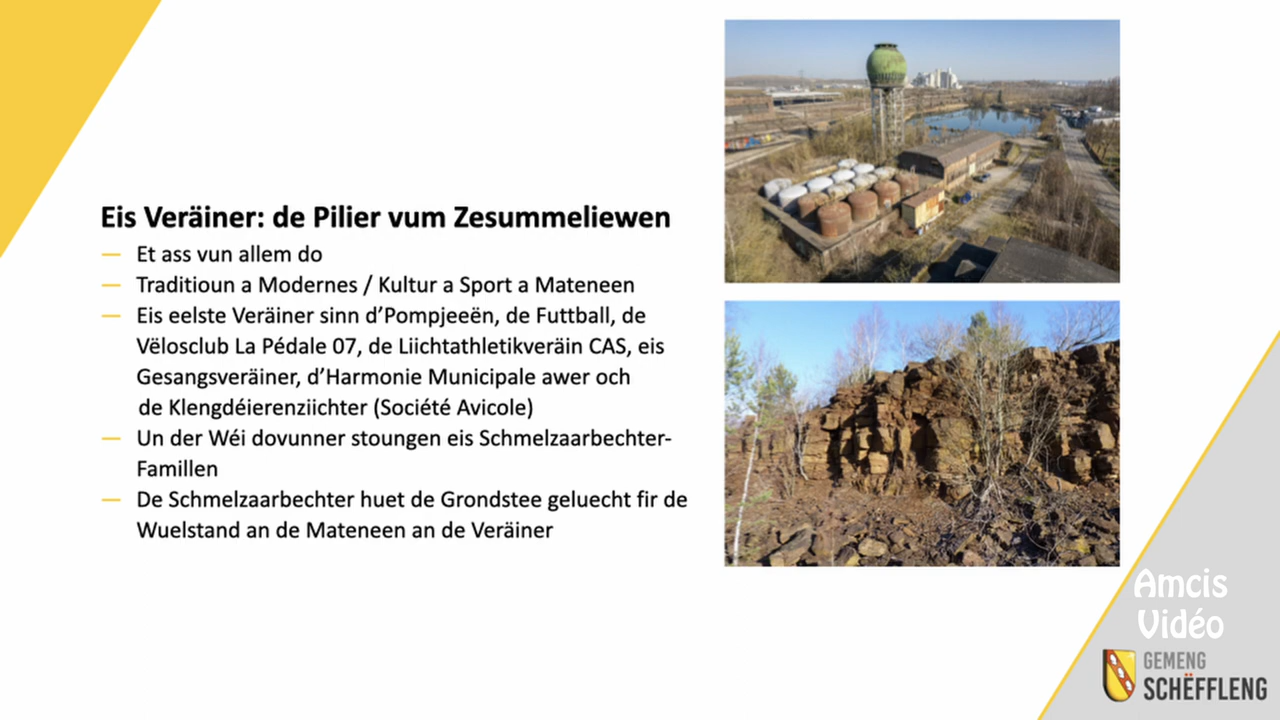 Eis Veräiner: de Pilier vum Zesummeliewen
— Et ass vun allem do
— Traditioun a Modernes / Kultur a Sport a Mateneen
— Eis eelste Veräiner sinn d’Pompjeeën, de Futtball, de
Vëlosclub La Pédale 07, de Liichtathletikveräin CAS, eis
Gesangsveräiner, d’Harmonie Municipale awer och
de Klengdéierenziichter (Société Avicole)
— Un der Wéi dovunner stoungen eis Schmelzaarbechter-
Famillen
— De Schmelzaarbechter huet de Grondstee geluecht fir de
Wuelstand an de Mateneen an de Veräiner
Amcis
Vidéo
GEMENG
SCHËFFLENG